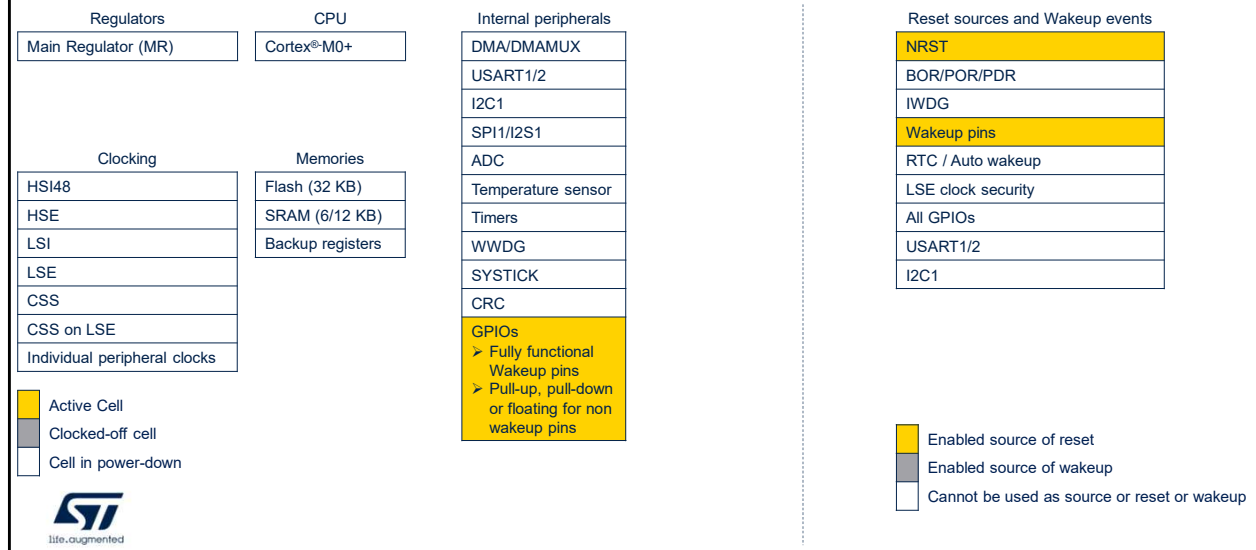 Regulators
Main Regulator (MR)
CPU
Cortex®-M0+
Clocking
HSI48
HSE
LSI
LSE
CSS
CSS on LSE
Individual peripheral clocks
Memories
Flash (32 KB)
SRAM (6/12 KB)
Backup registers
Internal peripherals
DMA/DMAMUX
USART1/2
I2C1
SPI1/I2S1
ADC
Temperature sensor
Timers
WWDG
SYSTICK
CRC
GPIOs
➢ Fully functional
Wakeup pins
➢ Pull-up, pull-down
or floating for non
wakeup pins
Active Cell
Clocked-off cell
Cell in power-down
ST
life.augmented
Reset sources and Wakeup events
NRST
BOR/POR/PDR
IWDG
Wakeup pins
RTC / Auto wakeup
LSE clock security
All GPIOs
USART1/2
I2C1
Enabled source of reset
Enabled source of wakeup
Cannot be used as source or reset or wakeup